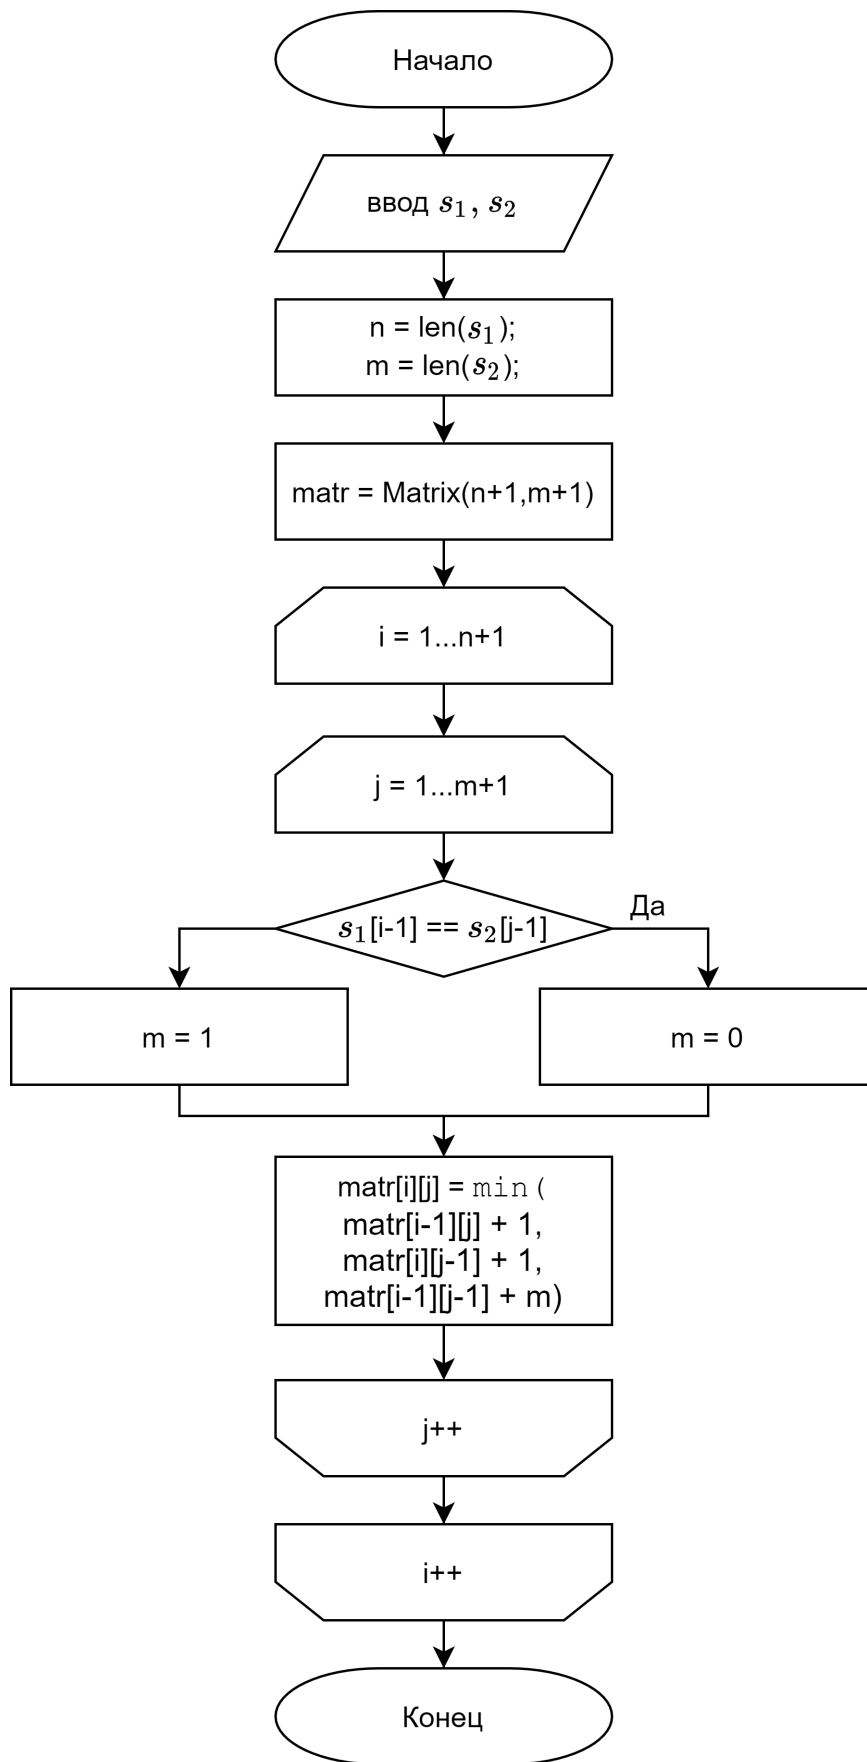 Начало
ввод s₁, s₂
n = len(s₁);
m = len(s₂);
matr = Matrix(n+1,m+1)
i = 1...n+1
j = 1...m+1
s₁[i-1] == s₂[j-1]
Да
m = 1
m = 0
matr[i][j] = min(
matr[i-1][j] + 1,
matr[i][j-1] + 1,
matr[i-1][j-1] + m)
j++
i++
Конец